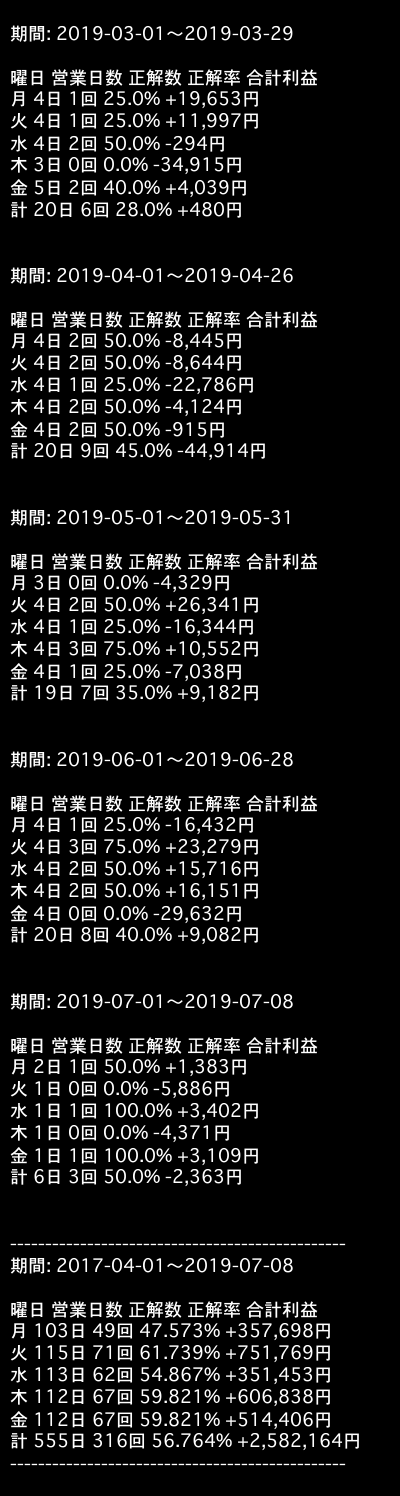 期間: 2019-03-01〜2019-03-29
曜日 営業日数 正解数 正解率 合計利益
月 4日 1回 25.0% +19,653円
火 4日 1回 25.0% +11,997円
水 4日 2回 50.0% -294円
木 3日 0回 0.0% -34,915円
金 5日 2回 40.0% +4,039円
計 20日 6回 28.0% +480円
期間: 2019-04-01〜2019-04-26
曜日 営業日数 正解数 正解率 合計利益
月 4日 2回 50.0% -8,445円
火 4日 2回 50.0% -8,644円
水 4日 1回 25.0% -22,786円
木 4日 2回 50.0% -4,124円
金 4日 2回 50.0% -915円
計 20日 9回 45.0% -44,914円
期間: 2019-05-01〜2019-05-31
曜日 営業日数 正解数 正解率 合計利益
月 3日 0回 0.0% -4,329円
火 4日 2回 50.0% +26,341円
水 4日 1回 25.0% -16,344円
木 4日 3回 75.0% +10,552円
金 4日 1回 25.0% -7,038円
計 19日 7回 35.0% +9,182円
期間: 2019-06-01〜2019-06-28
曜日 営業日数 正解数 正解率 合計利益
月 4日 1回 25.0% -16,432円
火 4日 3回 75.0% +23,279円
水 4日 2回 50.0% +15,716円
木 4日 2回 50.0% +16,151円
金 4日 0回 0.0% -29,632円
計 20日 8回 40.0% +9,082円
期間: 2019-07-01〜2019-07-08
曜日 営業日数 正解数 正解率 合計利益
月 2日 1回 50.0% +1,383円
火 1日 0回 0.0% -5,886円
水 1日 1回 100.0% +3,402円
木 1日 0回 0.0% -4,371円
金 1日 1回 100.0% +3,109円
計 6日 3回 50.0% -2,363円
------------------------------------------------
期間: 2017-04-01〜2019-07-08
曜日 営業日数 正解数 正解率 合計利益
月 103日 49回 47.573% +357,698円
火 115日 71回 61.739% +751,769円
水 113日 62回 54.867% +351,453円
木 112日 67回 59.821% +606,838円
金 112日 67回 59.821% +514,406円
計 555日 316回 56.764% +2,582,164円
------------------------------------------------